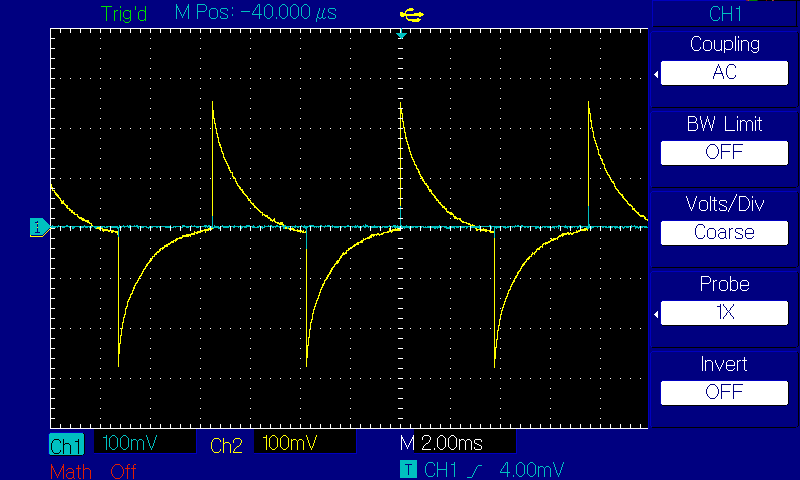 Trig'd M Pos: -40.000 µs CH1
Coupling
AC
BW Limit
OFF
Volts/Div
Coarse
Probe
1X
Invert
OFF
1
Ch1 100mV Ch2 100mV M 2.00ms
Math Off T CH1 4.00mV